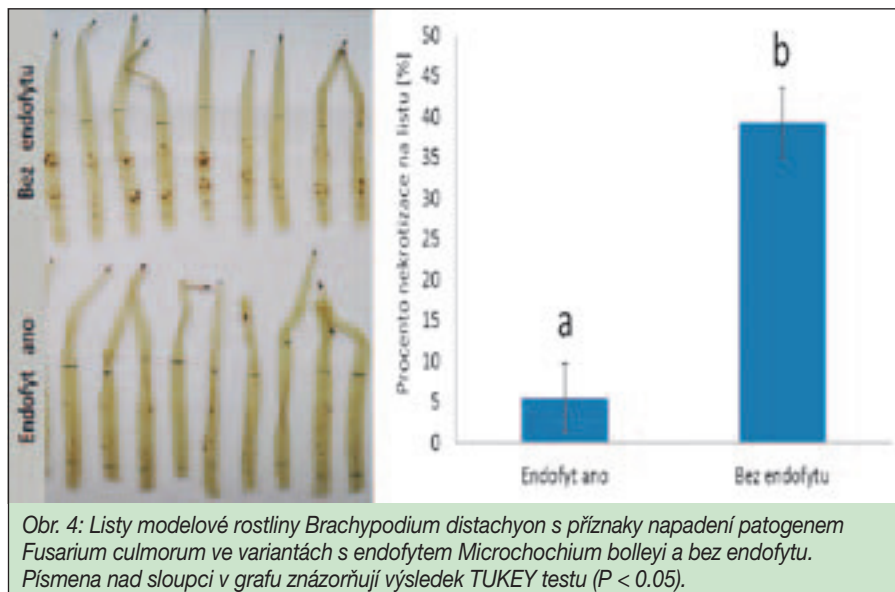 Bez endofytu
Endofyt ano
Procento nekrotizace na listu [%]
50
45
40
35
30
25
20
15
10
5
0
a
b
Endofyt ano
Bez endofytu
Obr. 4: Listy modelové rostliny Brachypodium distachyon s příznaky napadení patogenem
Fusarium culmorum ve variantách s endofytem Microchochium bolleyi a bez endofytu.
Písmena nad sloupci v grafu znázorňují výsledek TUKEY testu (P < 0.05).